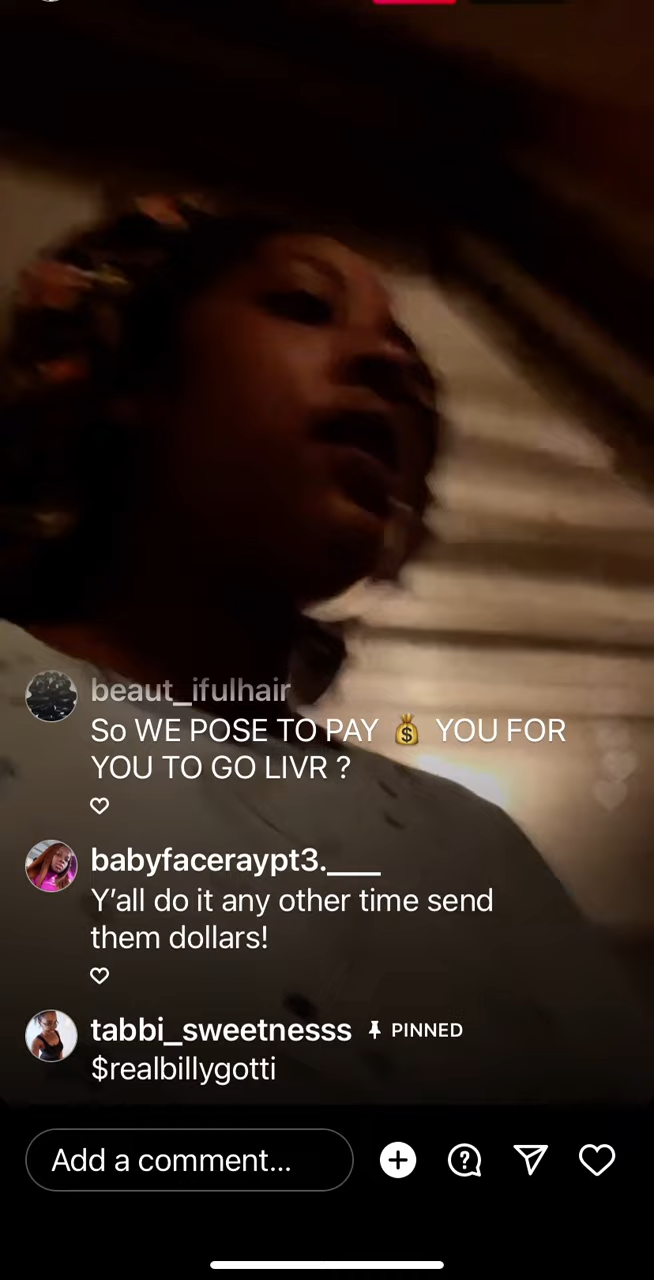 beaut_ifulhair
So WE POSE TO PAY 💰 YOU FOR
YOU TO GO LIVR ?
babyfaceraypt3.____
Y’all do it any other time send
them dollars!
tabbi_sweetnesss PINNED
$realbillygotti
Add a comment...